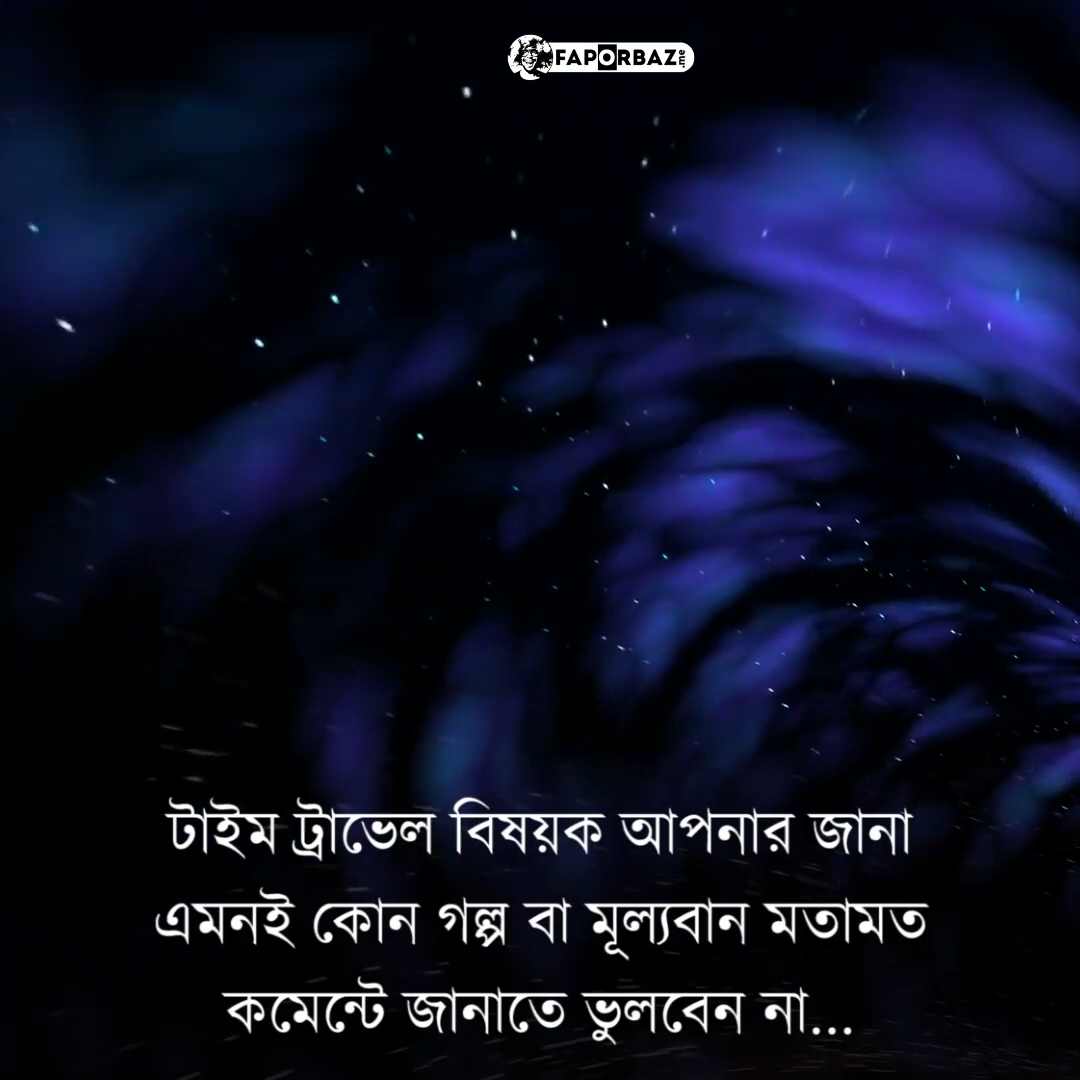 FAPORBAZ.me
টাইম ট্রাভেল বিষয়ক আপনার জানা
এমনই কোন গল্প বা মূল্যবান মতামত
কমেন্টে জানাতে ভুলবেন না...